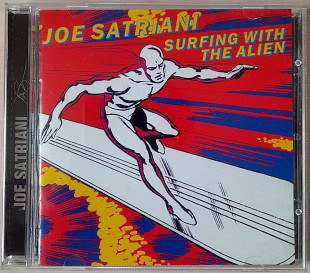 JOE SATRIANI
SURFING WITH
THE ALIEN
JOE SATRIANI